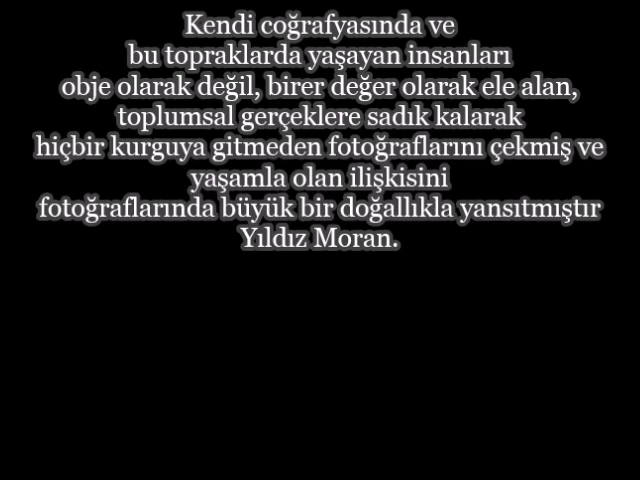 Kendi coğrafyasında ve
bu topraklarda yaşayan insanları
obje olarak değil, birer değer olarak ele alan,
toplumsal gerçeklere sadık kalarak
hiçbir kurguya gitmeden fotoğraflarını çekmiş ve
yaşamla olan ilişkisini
fotoğraflarında büyük bir doğallıkla yansıtmıştır
Yıldız Moran.